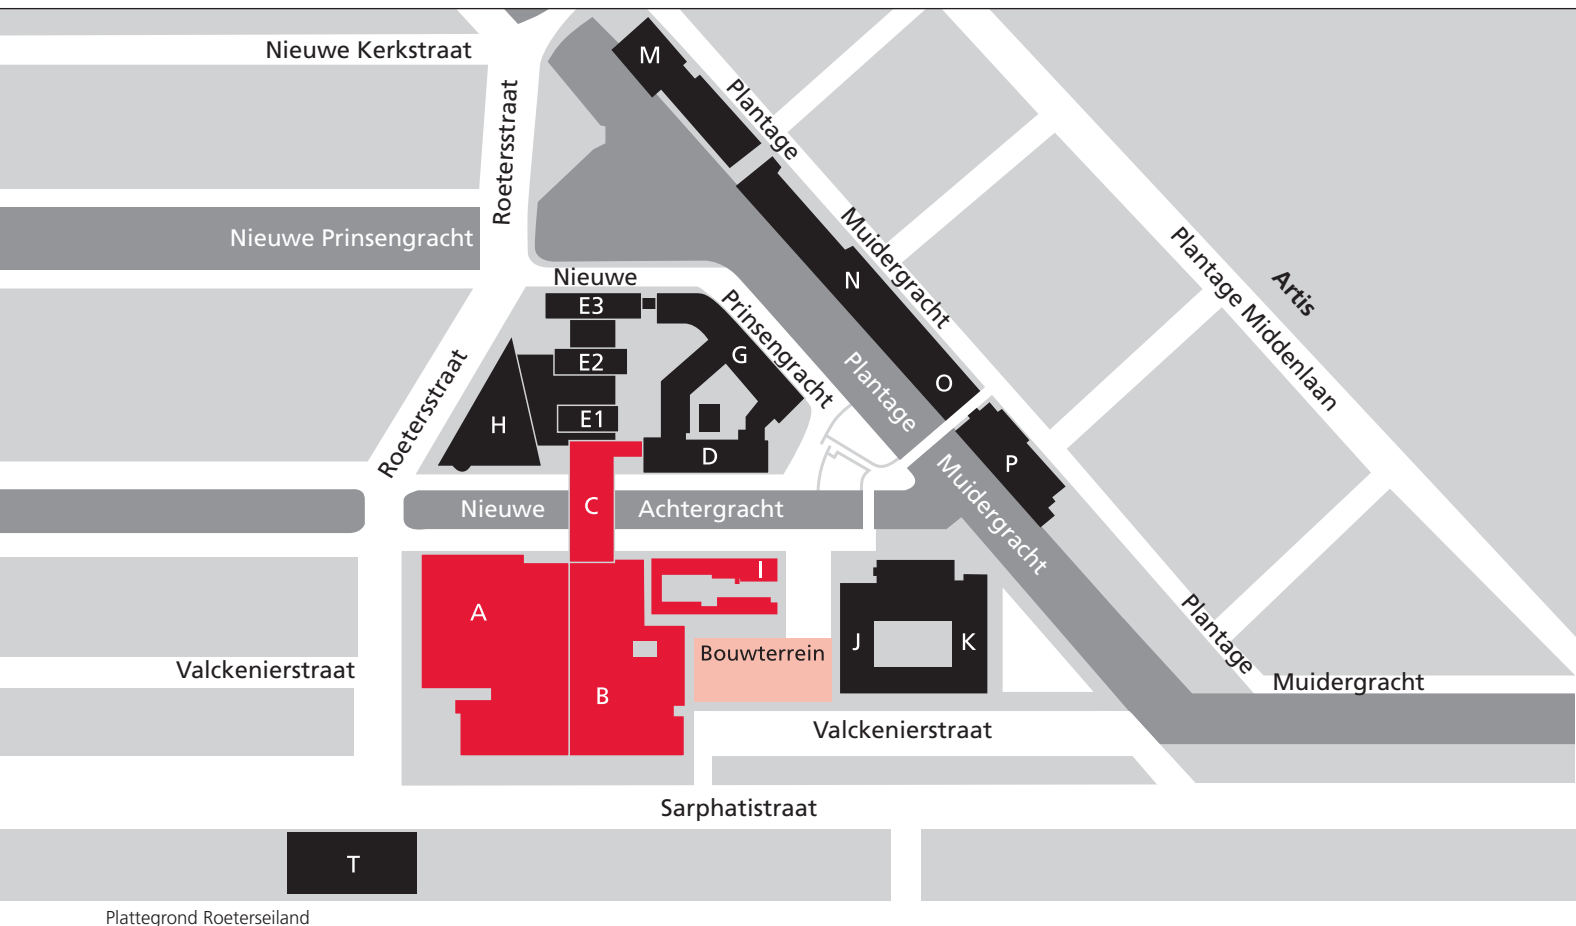 Nieuwe Kerkstraat
M
Plantage
Roetersstraat
Muidergracht
Plantage Middenlaan
Artis
Nieuwe Prinsengracht
Nieuwe
Prinsengracht
N
E3
E2
E1
G
H
D
Roetersstraat
Plantage
O
Muidergracht
P
Nieuwe
C
Achtergracht
A
I
B
Bouwterrein
J
K
Plantage
Muidergracht
Valckenierstraat
Valckenierstraat
Sarphatistraat
T
Plattegrond Roeterseiland